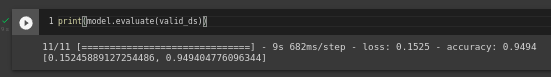 1 print(model.evaluate(valid_ds))
11/11 [==============================] - 9s 682ms/step - loss: 0.1525 - accuracy: 0.9494
[0.15245889127254486, 0.949404776096344]